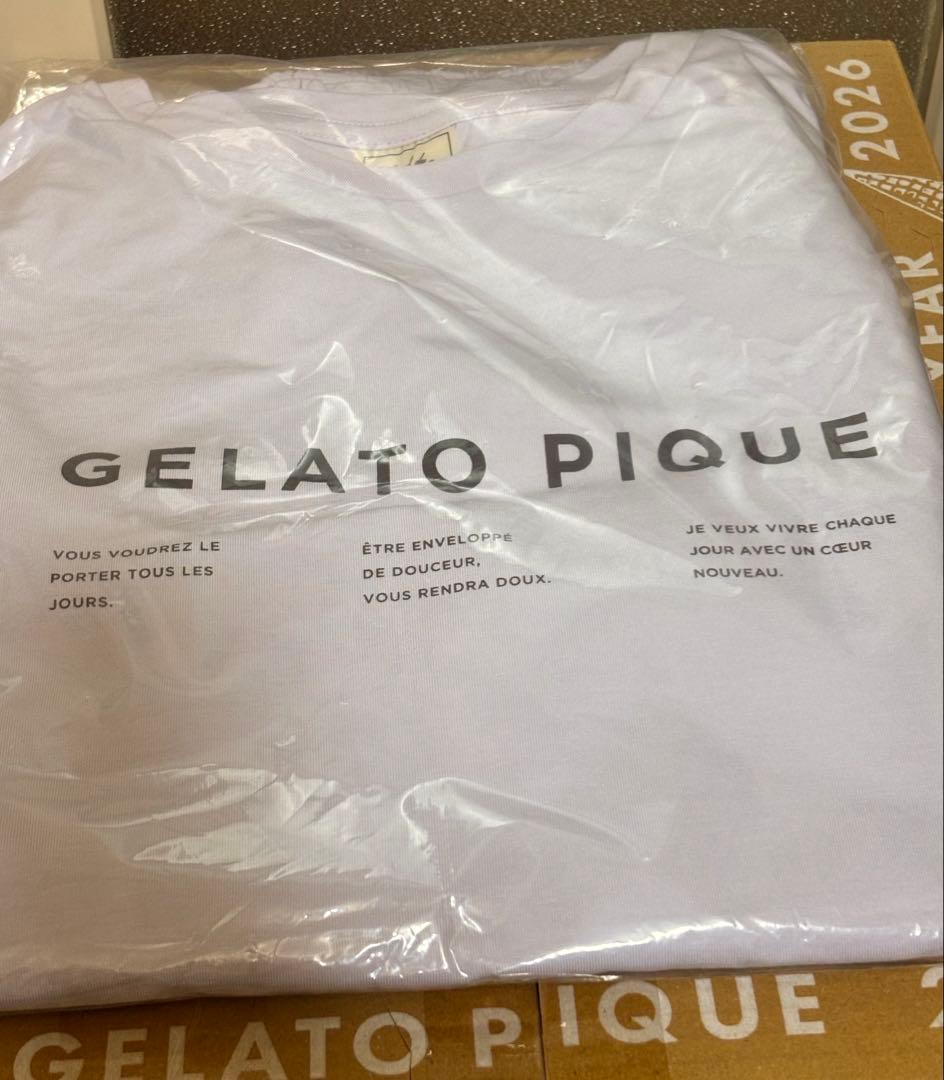 2026
YEAR
GELATO PIQUE
VOUS VOUDREZ LE
PORTER TOUS LES
JOURS.
ÊTRE ENVELOPPÉ
DE DOUCEUR,
VOUS RENDRA DOUX.
JE VEUX VIVRE CHAQUE
JOUR AVEC UN CŒUR
NOUVEAU.
GELATO PIQUE